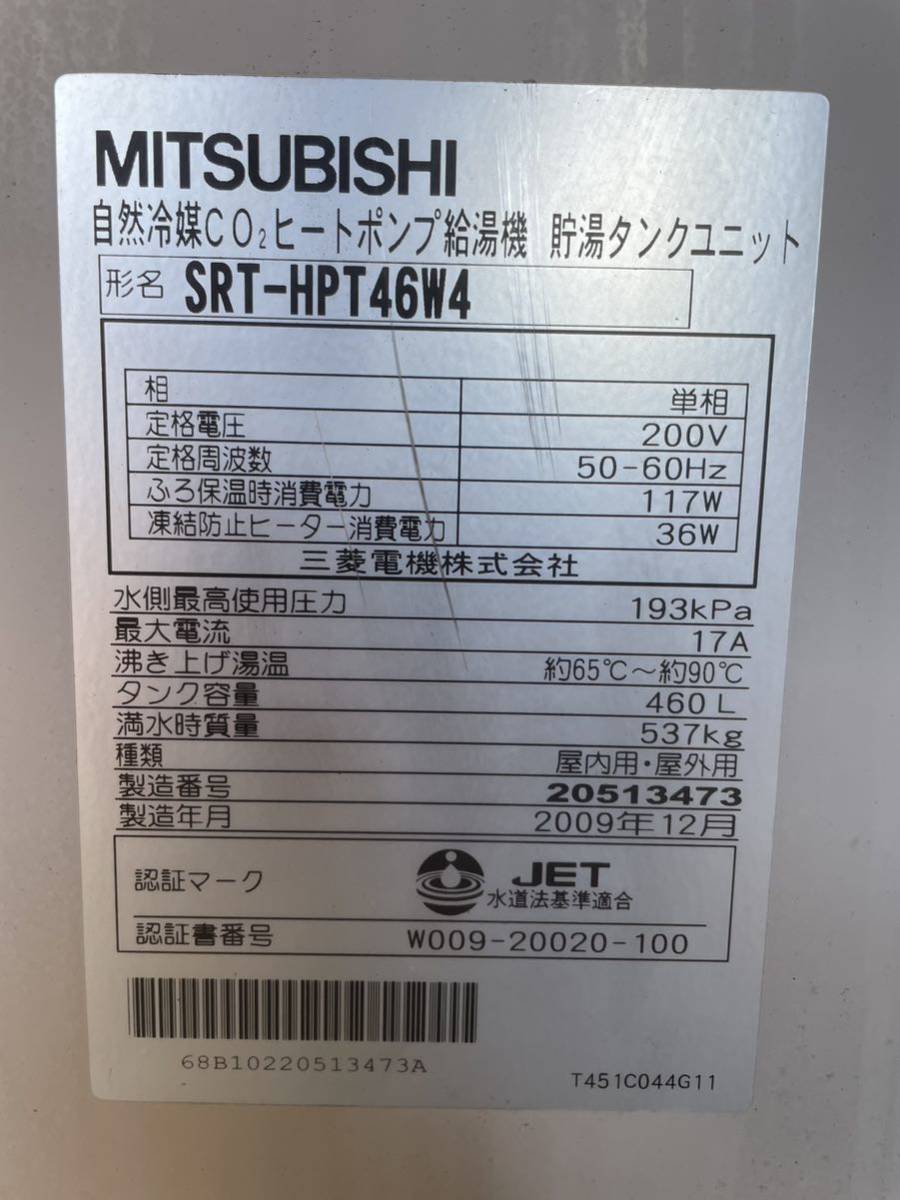 MITSUBISHI
自然冷媒CO₂ヒートポンプ給湯機 貯湯タンクユニット
形名 SRT-HPT46W4
相 単相
定格電圧 200V
定格周波数 50-60Hz
ふろ保温時消費電力 117W
凍結防止ヒーター消費電力 36W
三菱電機株式会社
水側最高使用圧力 193kPa
最大電流 17A
沸き上げ湯温 約65℃～約90℃
タンク容量 460L
満水時質量 537kg
種類 屋内用・屋外用
製造番号 20513473
製造年月 2009年12月
認証マーク JET
水道法基準適合
認証書番号 W009-20020-100
68B10220513473A
T451C044G11